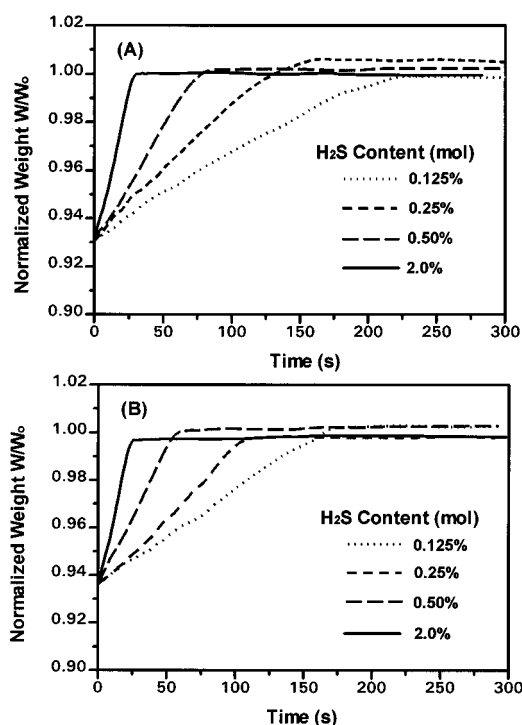 (A)
1.02
1.00
0.98
0.96
0.94
0.92
0.90
Normalized Weight W/W₀
H₂S Content (mol)
0.125%
0.25%
0.50%
2.0%
0 50 100 150 200 250 300
Time (s)
(B)
1.02
1.00
0.98
0.96
0.94
0.92
0.90
Normalized Weight W/W₀
H₂S Content (mol)
0.125%
0.25%
0.50%
2.0%
0 50 100 150 200 250 300
Time (s)